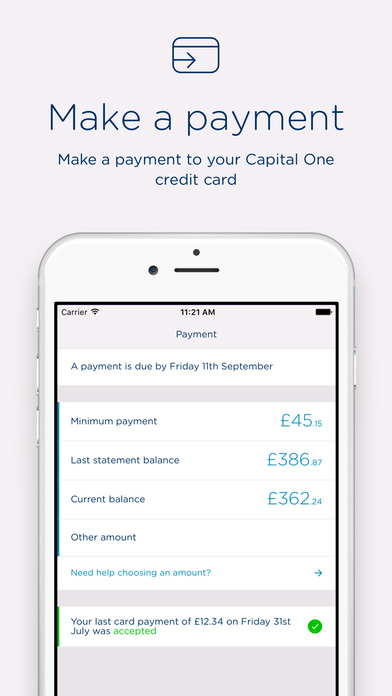 Make a payment
Make a payment to your Capital One
credit card
Carrier 11:21 AM
Payment
A payment is due by Friday 11th September
Minimum payment £45.15
Last statement balance £386.87
Current balance £362.24
Other amount
Need help choosing an amount? →
Your last card payment of £12.34 on Friday 31st
July was accepted